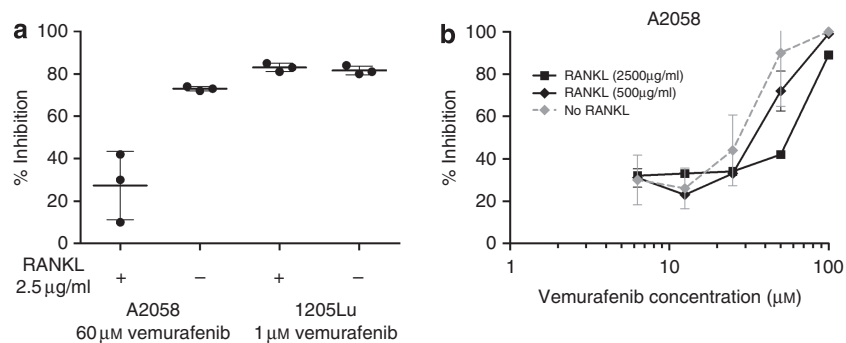 a
% Inhibition
100
80
60
40
20
0
RANKL
2.5 μg/ml
+ − + −
A2058
60 μM vemurafenib
1205Lu
1 μM vemurafenib
b
A2058
% Inhibition
100
80
60
40
20
0
RANKL (2500μg/ml)
RANKL (500μg/ml)
No RANKL
1 10 100
Vemurafenib concentration (μM)